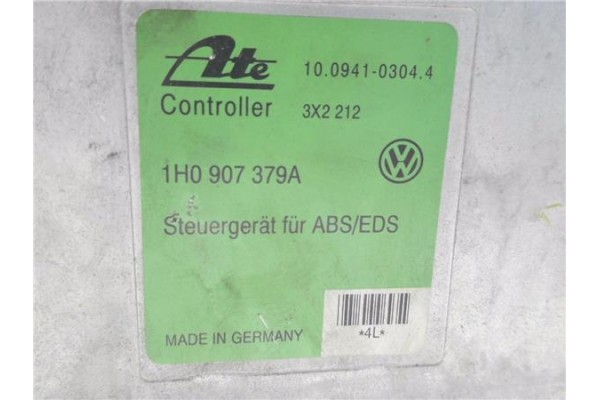 Ate
10.0941-0304.4
Controller 3X2 212
1H0 907 379A
VW
Steuergerät für ABS/EDS
MADE IN GERMANY
*4L*